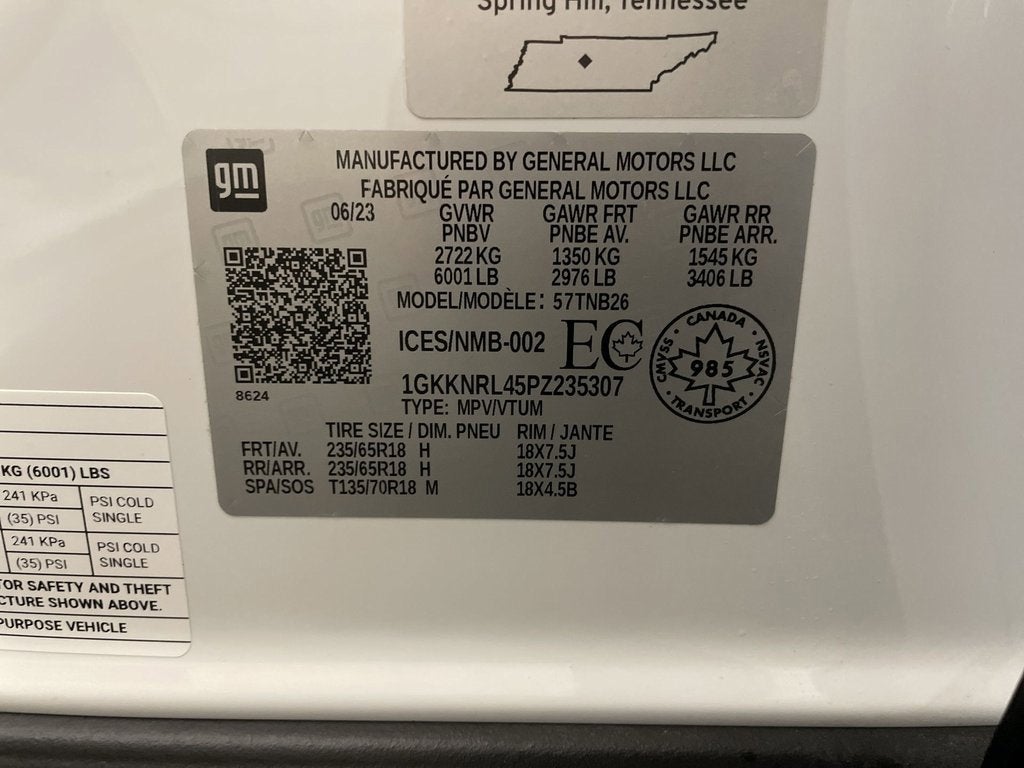 Spring Hill, Tennessee
gm
MANUFACTURED BY GENERAL MOTORS LLC
FABRIQUÉ PAR GENERAL MOTORS LLC
06/23 GVWR GAWR FRT GAWR RR
PNBV PNBE AV. PNBE ARR.
2722 KG 1350 KG 1545 KG
6001 LB 2976 LB 3406 LB
MODEL/MODÈLE: 57TNB26
ICES/NMB-002 EC
CANADA
CMVSS 985 NSVAC
TRANSPORT
8624
1GKKNRL45PZ235307
TYPE: MPV/VTUM
TIRE SIZE / DIM. PNEU RIM / JANTE
FRT/AV. 235/65R18 H 18X7.5J
RR/ARR. 235/65R18 H 18X7.5J
SPA/SOS T135/70R18 M 18X4.5B
KG (6001) LBS
241 KPa PSI COLD
(35) PSI SINGLE
241 KPa PSI COLD
(35) PSI SINGLE
SAFETY AND THEFT
SHOWN ABOVE.
PURPOSE VEHICLE